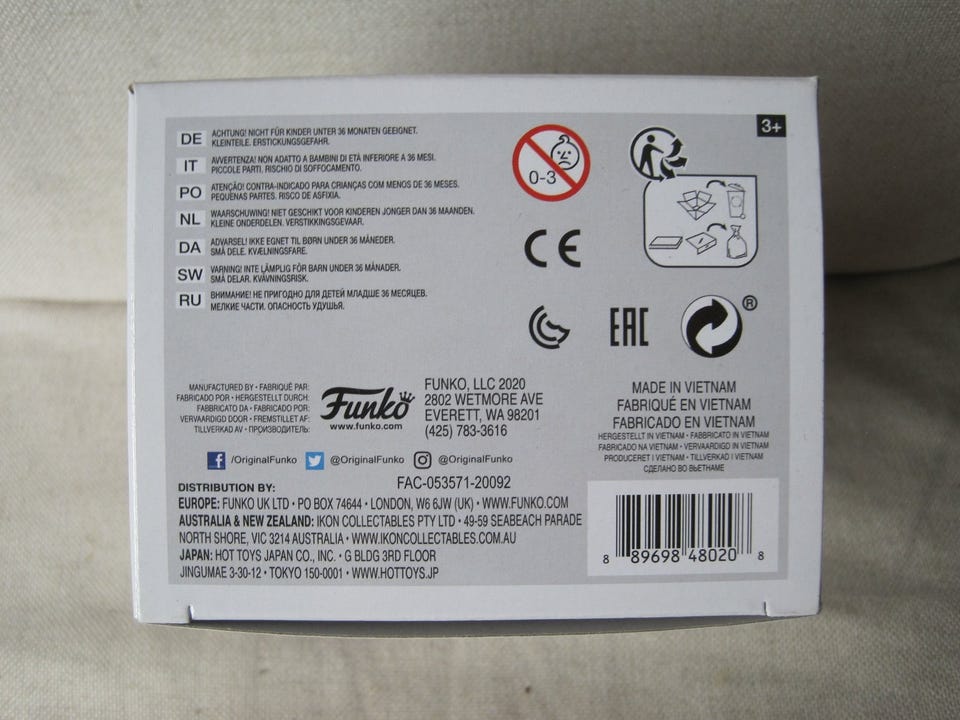 DE ACHTUNG! NICHT FÜR KINDER UNTER 36 MONATEN GEEIGNET.
KLEINTEILE. ERSTICKUNGSGEFAHR.
IT AVVERTENZA! NON ADATTO A BAMBINI DI ETÀ INFERIORE A 36 MESI.
PICCOLE PARTI. RISCHIO DI SOFFOCAMENTO.
PO ATENÇÃO! CONTRA-INDICADO PARA CRIANÇAS COM MENOS DE 36 MESES.
PEQUENAS PARTES. RISCO DE ASFIXIA.
NL WAARSCHUWING! NIET GESCHIKT VOOR KINDEREN JONGER DAN 36 MAANDEN.
KLEINE ONDERDELEN. VERSTIKKINGSGEVAAR.
DA ADVARSEL! IKKE EGNET TIL BØRN UNDER 36 MÅNEDER.
SMÅ DELE. KVÆLNINGSFARE.
SW VARNING! INTE LÄMPLIG FÖR BARN UNDER 36 MÅNADER.
SMÅ DELAR. KVÄVNINGSRISK.
RU ВНИМАНИЕ! НЕ ПРИГОДНО ДЛЯ ДЕТЕЙ МЛАДШЕ 36 МЕСЯЦЕВ.
МЕЛКИЕ ЧАСТИ. ОПАСНОСТЬ УДУШЬЯ.
0-3
3+
CE
EAC
®
MANUFACTURED BY • FABRIQUÉ PAR:
FABRICADO POR • HERGESTELLT DURCH:
FABBRICATO DA • FABRICADO POR:
VERVAARDIGD DOOR • FREMSTILLET AF:
TILLVERKAD AV • ПРОИЗВОДИТЕЛЬ:
Funko
www.funko.com
FUNKO, LLC 2020
2802 WETMORE AVE
EVERETT, WA 98201
(425) 783-3616
/OriginalFunko @OriginalFunko @OriginalFunko
FAC-053571-20092
MADE IN VIETNAM
FABRIQUÉ EN VIETNAM
FABRICADO EN VIETNAM
HERGESTELLT IN VIETNAM • FABBRICATO IN VIETNAM
FABRICADO NA VIETNAM • VERVAARDIGD IN VIETNAM
PRODUCERET I VIETNAM • TILLVERKAD I VIETNAM
СДЕЛАНО ВО ВЬЕТНАМЕ
DISTRIBUTION BY:
EUROPE: FUNKO UK LTD • PO BOX 74644 • LONDON, W6 6JW (UK) • WWW.FUNKO.COM
AUSTRALIA & NEW ZEALAND: IKON COLLECTABLES PTY LTD • 49-59 SEABEACH PARADE
NORTH SHORE, VIC 3214 AUSTRALIA • WWW.IKONCOLLECTABLES.COM.AU
JAPAN: HOT TOYS JAPAN CO., INC. • G BLDG 3RD FLOOR
JINGUMAE 3-30-12 • TOKYO 150-0001 • WWW.HOTTOYS.JP
8 89698 48020 8